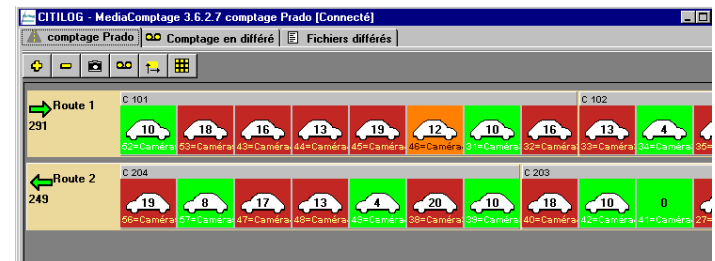 CITILOG - MediaComptage 3.6.2.7 comptage Prado [Connecté]
comptage Prado Comptage en différé Fichiers différés
C 101 C 102
Route 1
291
10 18 16 13 19 12 10 16 13 4
52=Caméra 53=Caméra 43=Caméra 44=Caméra 45=Caméra 46=Caméra 31=Caméra 32=Caméra 33=Caméra 34=Caméra 35=
C 204 C 203
Route 2
249
19 8 17 13 4 20 10 18 10 0
56=Caméra 57=Caméra 47=Caméra 48=Caméra 49=Caméra 38=Caméra 39=Caméra 40=Caméra 42=Caméra 41=Caméra 27=